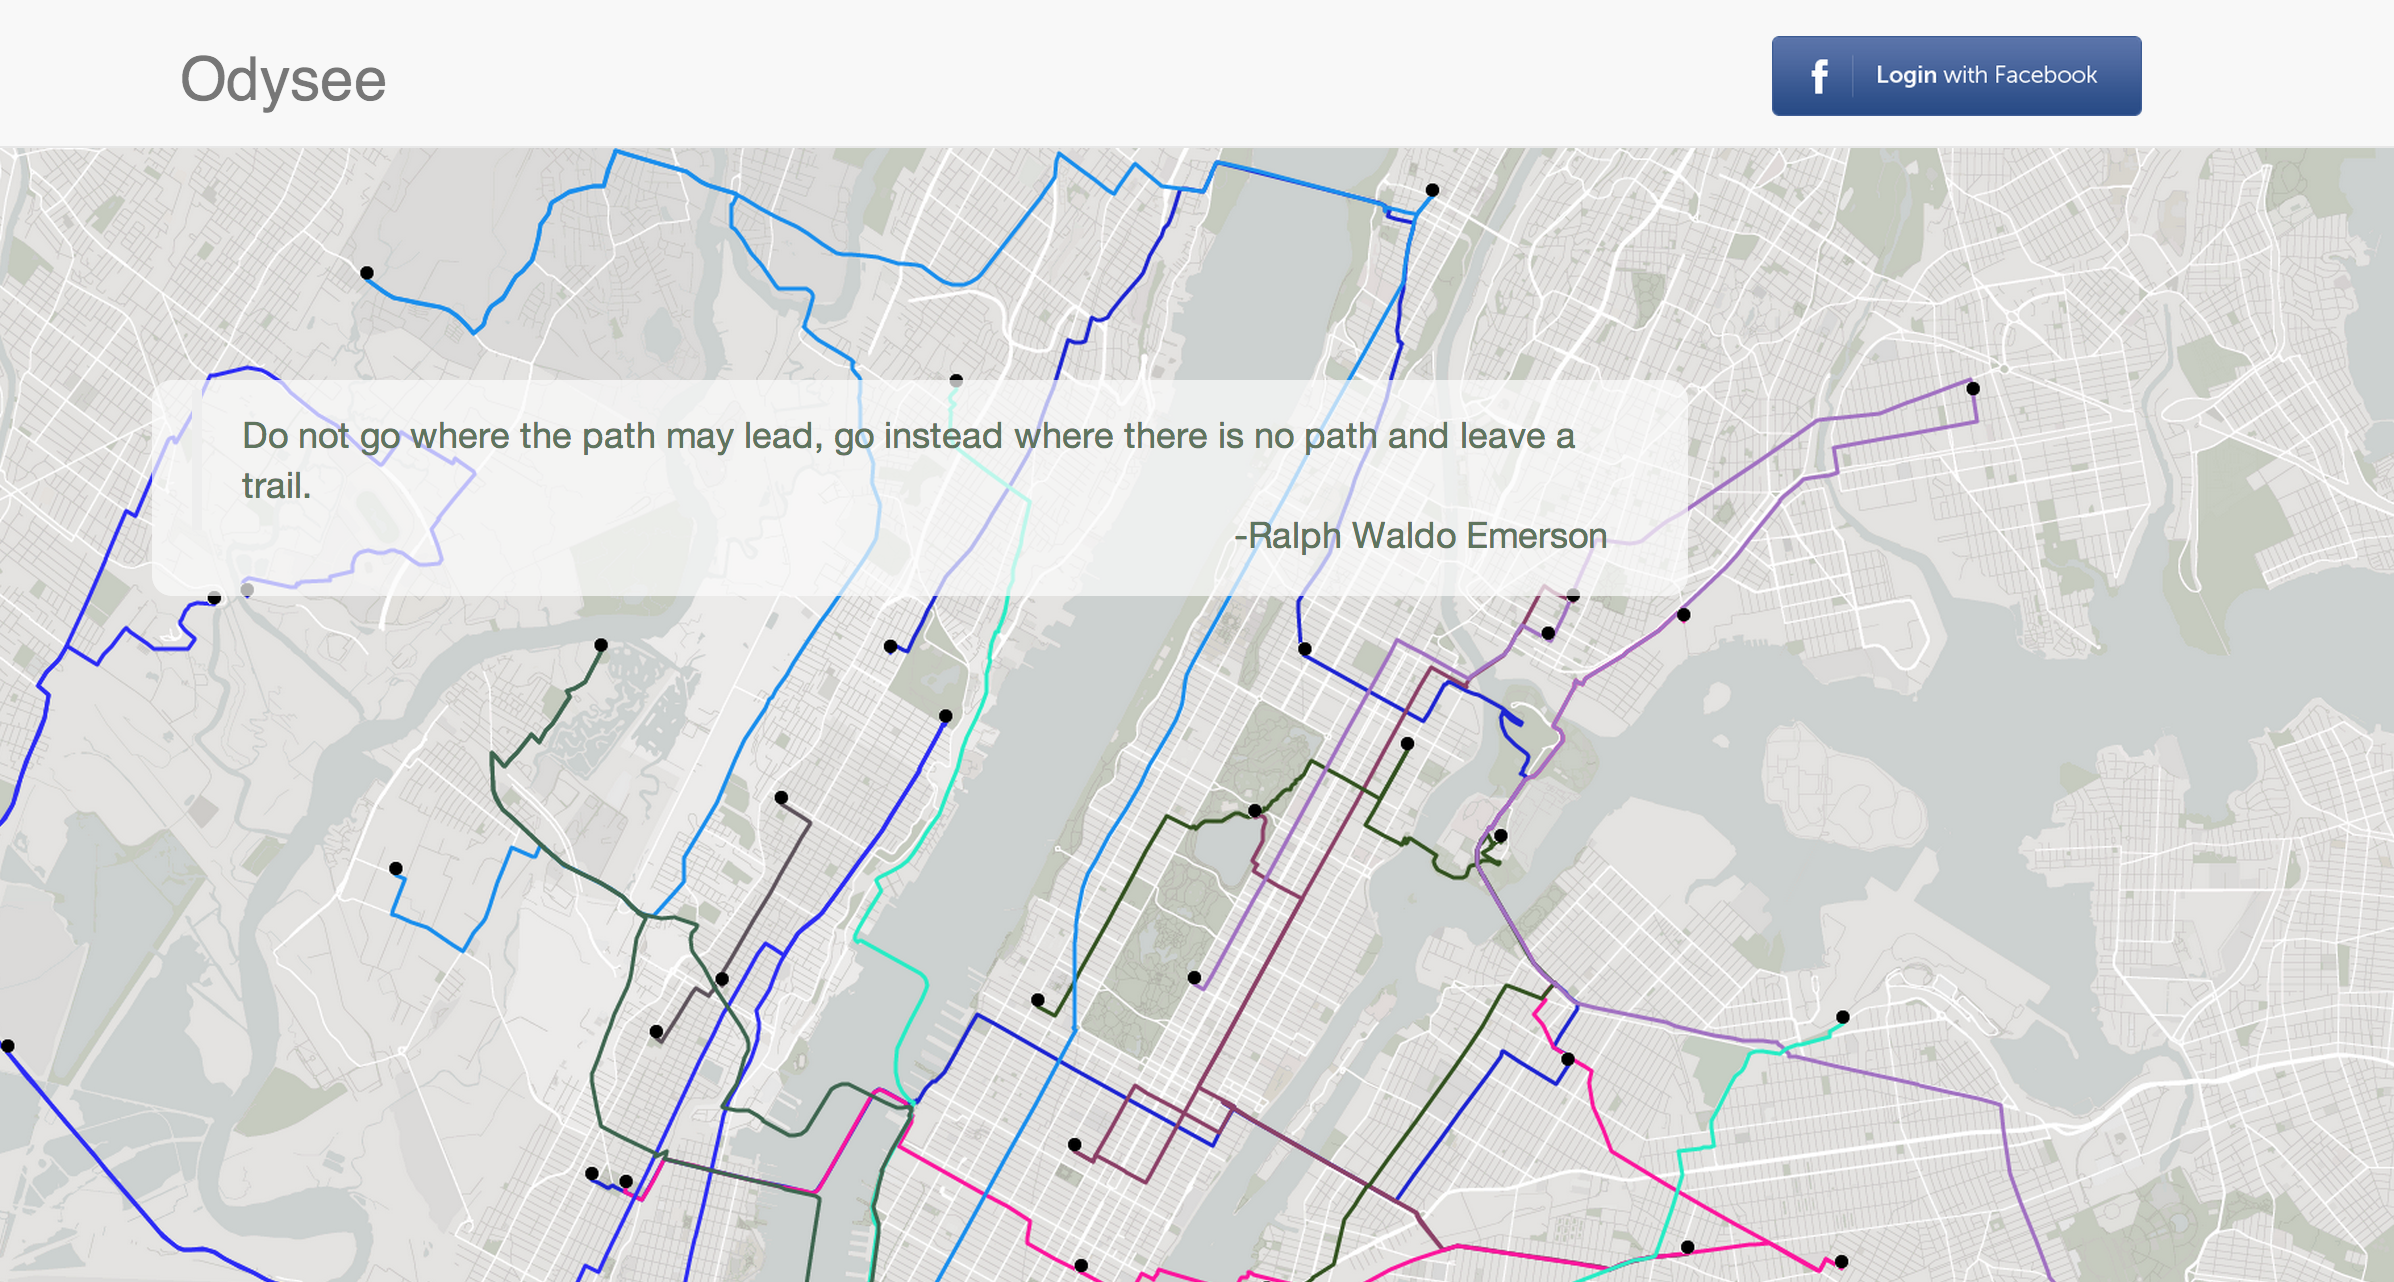 Odysee
f Login with Facebook
Do not go where the path may lead, go instead where there is no path and leave a
trail.
-Ralph Waldo Emerson